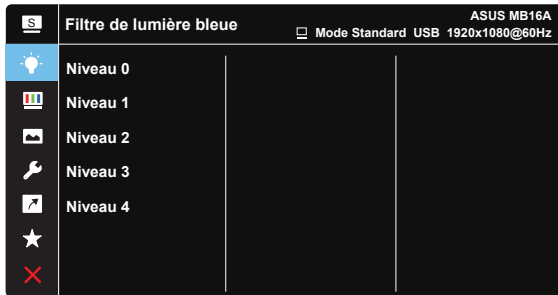 S
Filtre de lumière bleue
ASUS MB16A
Mode Standard USB 1920x1080@60Hz
Niveau 0
Niveau 1
Niveau 2
Niveau 3
Niveau 4